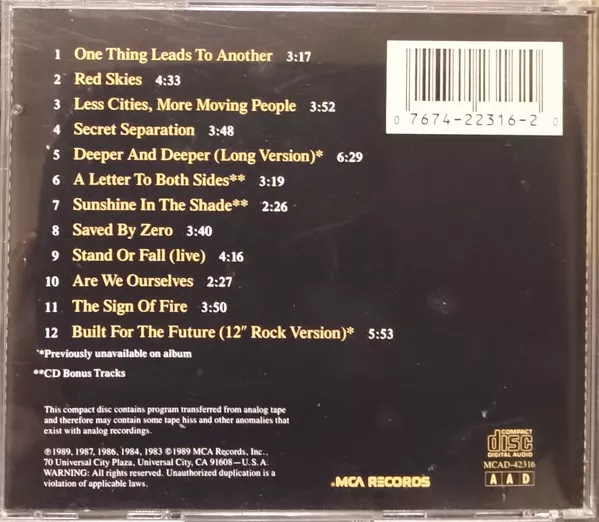 1 One Thing Leads To Another 3:17
2 Red Skies 4:33
3 Less Cities, More Moving People 3:52
4 Secret Separation 3:48
5 Deeper And Deeper (Long Version)* 6:29
6 A Letter To Both Sides** 3:19
7 Sunshine In The Shade** 2:26
8 Saved By Zero 3:40
9 Stand Or Fall (live) 4:16
10 Are We Ourselves 2:27
11 The Sign Of Fire 3:50
12 Built For The Future (12" Rock Version)* 5:53
*Previously unavailable on album
**CD Bonus Tracks
0 7674-22316-2 0
This compact disc contains program transferred from analog tape
and therefore may contain some tape hiss and other anomalies that
exist with analog recordings.
℗1989, 1987, 1986, 1984, 1983 ©1989 MCA Records, Inc.,
70 Universal City Plaza, Universal City, CA 91608—U.S.A.
WARNING: All rights reserved. Unauthorized duplication is a
violation of applicable laws.
MCA RECORDS
COMPACT
disc
DIGITAL AUDIO
MCAD-42316
A A D